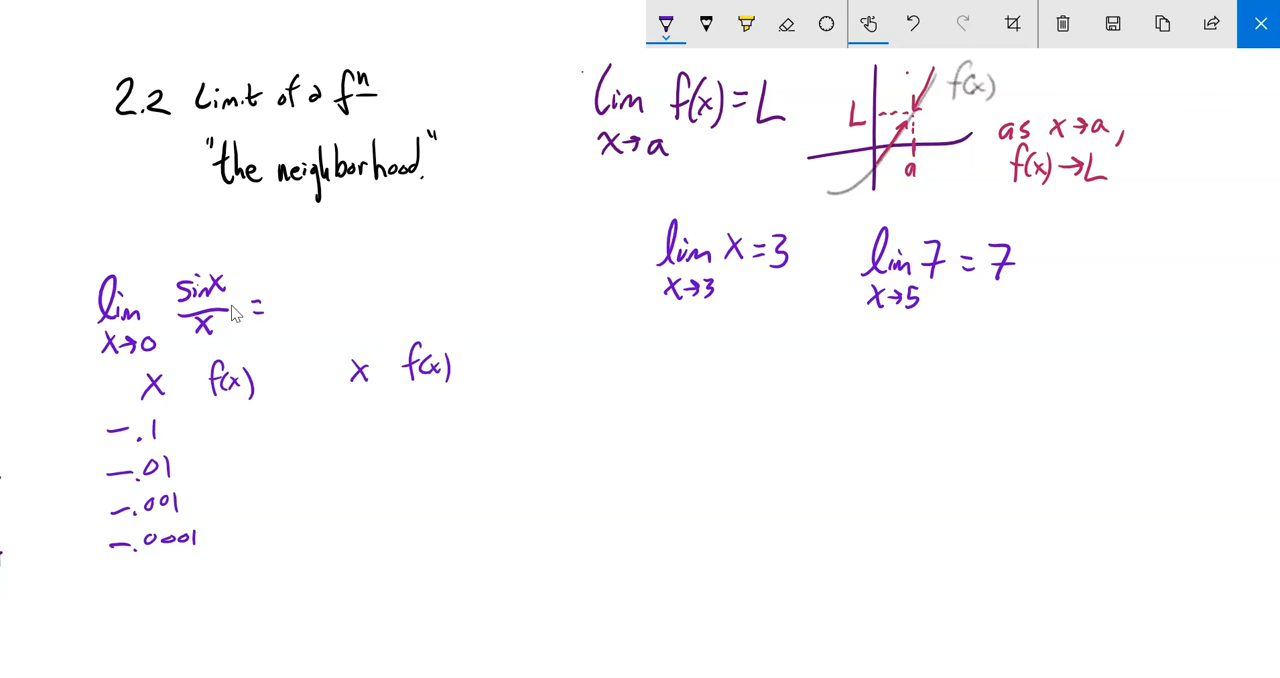 2.2 Limit of a fⁿ
"the neighborhood."
lim f(x) = L
x→a
f(x)
L
a
as x→a,
f(x)→L
lim x = 3
x→3
lim 7 = 7
x→5
lim sinx/x =
x→0
x f(x) x f(x)
-.1
-.01
-.001
-.0001